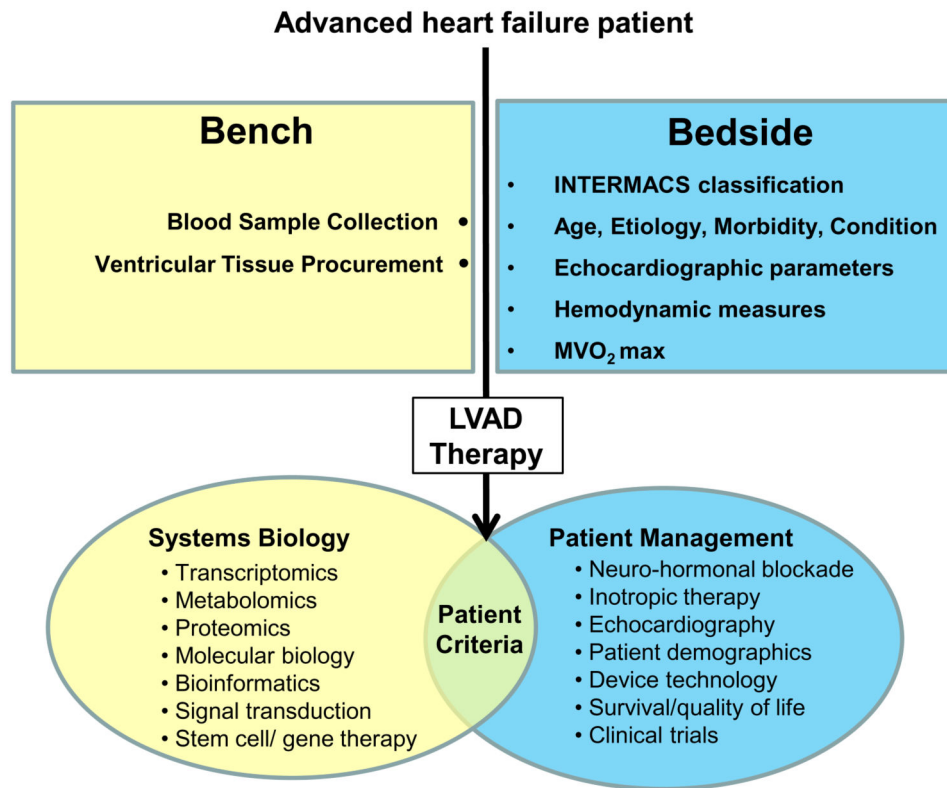 Advanced heart failure patient
Bench
Blood Sample Collection •
Ventricular Tissue Procurement •
Bedside
• INTERMACS classification
• Age, Etiology, Morbidity, Condition
• Echocardiographic parameters
• Hemodynamic measures
• MVO₂ max
LVAD
Therapy
Systems Biology
• Transcriptomics
• Metabolomics
• Proteomics
• Molecular biology
• Bioinformatics
• Signal transduction
• Stem cell/ gene therapy
Patient
Criteria
Patient Management
• Neuro-hormonal blockade
• Inotropic therapy
• Echocardiography
• Patient demographics
• Device technology
• Survival/quality of life
• Clinical trials